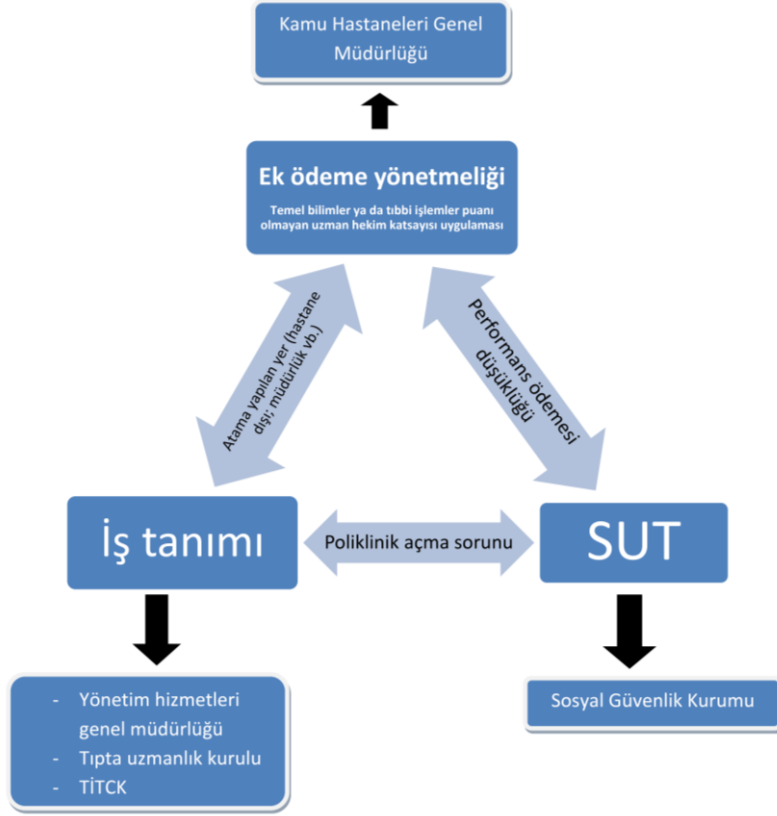 Kamu Hastaneleri Genel
Müdürlüğü
Ek ödeme yönetmeliği
Temel bilimler ya da tıbbi işlemler puanı
olmayan uzman hekim katsayısı uygulaması
Atama yapılan yer (hastane
dışı; müdürlük vb.)
Performans ödemesi
düşüklüğü
İş tanımı
Poliklinik açma sorunu
SUT
- Yönetim hizmetleri
genel müdürlüğü
- Tıpta uzmanlık kurulu
- TİTCK
Sosyal Güvenlik Kurumu